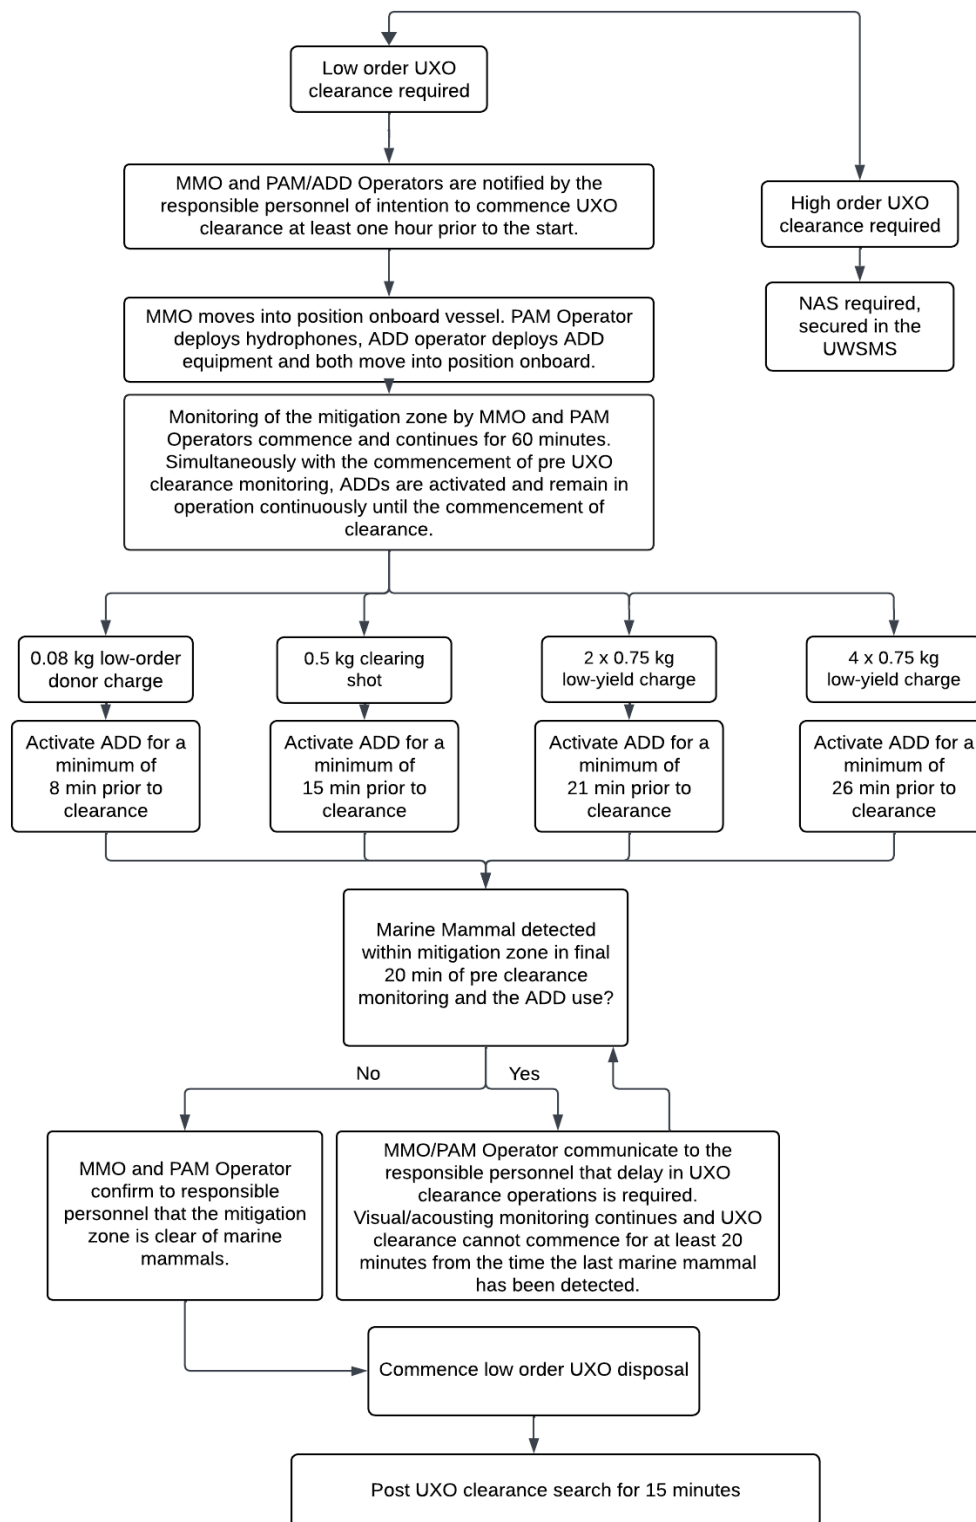 Low order UXO
clearance required
MMO and PAM/ADD Operators are notified by the
responsible personnel of intention to commence UXO
clearance at least one hour prior to the start.
High order UXO
clearance required
MMO moves into position onboard vessel. PAM Operator
deploys hydrophones, ADD operator deploys ADD
equipment and both move into position onboard.
NAS required,
secured in the
UWSMS
Monitoring of the mitigation zone by MMO and PAM
Operators commence and continues for 60 minutes.
Simultaneously with the commencement of pre UXO
clearance monitoring, ADDs are activated and remain in
operation continuously until the commencement of
clearance.
0.08 kg low-order
donor charge
0.5 kg clearing
shot
2 x 0.75 kg
low-yield charge
4 x 0.75 kg
low-yield charge
Activate ADD for a
minimum of
8 min prior to
clearance
Activate ADD for a
minimum of
15 min prior to
clearance
Activate ADD for a
minimum of
21 min prior to
clearance
Activate ADD for a
minimum of
26 min prior to
clearance
Marine Mammal detected
within mitigation zone in final
20 min of pre clearance
monitoring and the ADD use?
No
Yes
MMO and PAM Operator
confirm to responsible
personnel that the mitigation
zone is clear of marine
mammals.
MMO/PAM Operator communicate to the
responsible personnel that delay in UXO
clearance operations is required.
Visual/acousting monitoring continues and UXO
clearance cannot commence for at least 20
minutes from the time the last marine mammal
has been detected.
Commence low order UXO disposal
Post UXO clearance search for 15 minutes